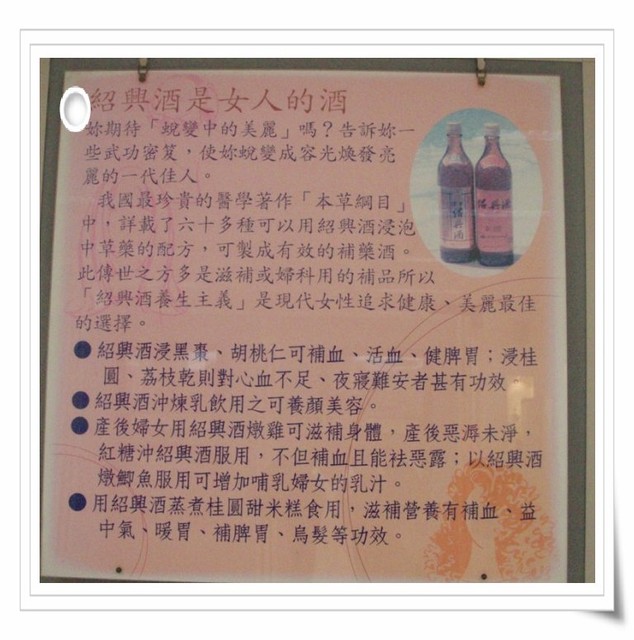 紹興酒是女人的酒
妳期待「蛻變中的美麗」嗎？告訴妳一
些武功密笈，使妳蛻變成容光煥發亮
麗的一代佳人。
我國最珍貴的醫學著作「本草綱目」
中，詳載了六十多種可以用紹興酒浸泡
中草藥的配方，可製成有效的補藥酒。
此傳世之方多是滋補或婦科用的補品所以
「紹興酒養生主義」是現代女性追求健康、美麗最佳
的選擇。
●紹興酒浸黑棗、胡桃仁可補血、活血、健脾胃；浸桂
圓、荔枝乾則對心血不足、夜寢難安者甚有功效。
●紹興酒沖煉乳飲用之可養顏美容。
●產後婦女用紹興酒燉雞可滋補身體，產後惡海未淨，
紅糖沖紹興酒服用，不但補血且能祛惡露；以紹興酒
燉鯽魚服用可增加哺乳婦女的乳汁。
●用紹興酒蒸煮桂圓甜米糕食用，滋補營養有補血、益
中氣、暖胃、補脾胃、烏髮等功效。
紹興酒
紹興酒